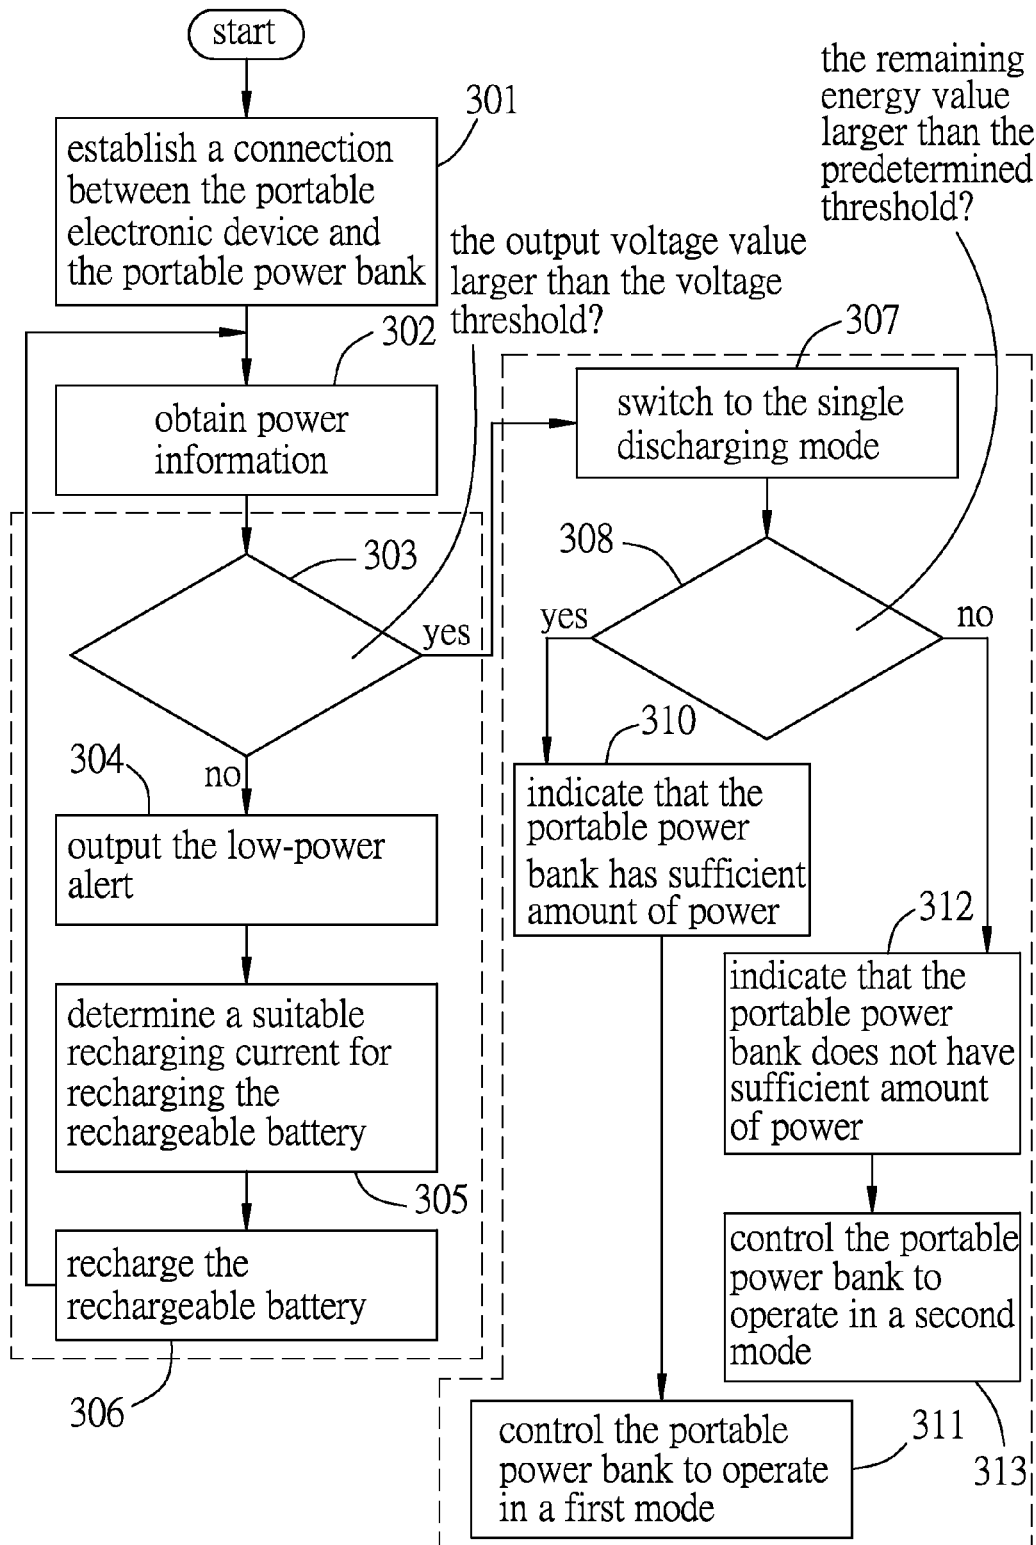 start
301
establish a connection
between the portable
electronic device and
the portable power bank
the remaining
energy value
larger than the
predetermined
threshold?
the output voltage value
larger than the voltage
threshold?
302
obtain power
information
307
switch to the single
discharging mode
303
yes
no
308
yes
no
304
output the low-power
alert
310
indicate that the
portable power
bank has sufficient
amount of power
312
indicate that the
portable power
bank does not have
sufficient amount
of power
determine a suitable
recharging current for
recharging the
rechargeable battery
305
recharge the
rechargeable battery
306
control the portable
power bank to
operate in a second
mode
313
control the portable
power bank to operate
in a first mode
311